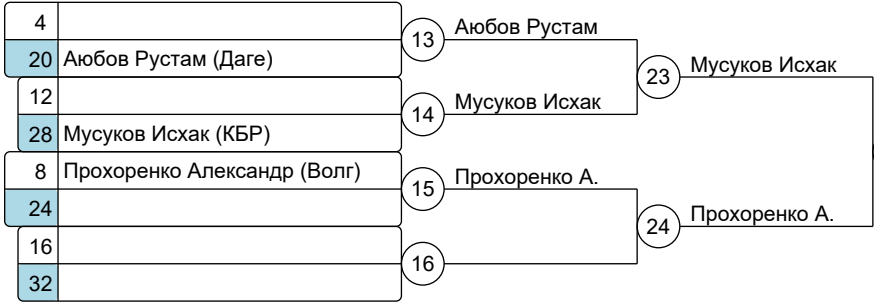 4
20 Аюбов Рустам (Даге)
12
28 Мусуков Исхак (КБР)
8 Прохоренко Александр (Волг)
24
16
32
13 Аюбов Рустам
14 Мусуков Исхак
15 Прохоренко А.
16
23 Мусуков Исхак
24 Прохоренко А.